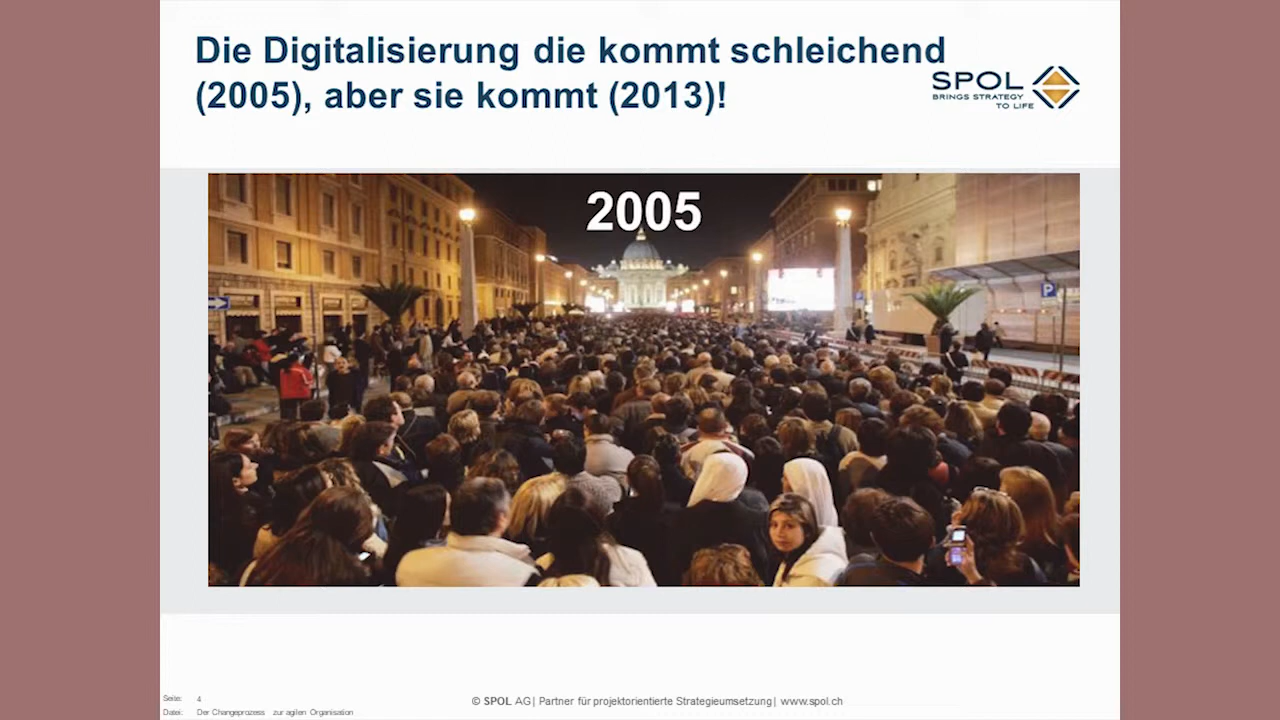 Die Digitalisierung die kommt schleichend
(2005), aber sie kommt (2013)!
SPOL
BRINGS STRATEGY
TO LIFE
2005
P
Seite: 4
© SPOL AG| Partner für projektorientierte Strategieumsetzung| www.spol.ch
Datei: Der Changeprozess zur agilen Organisation